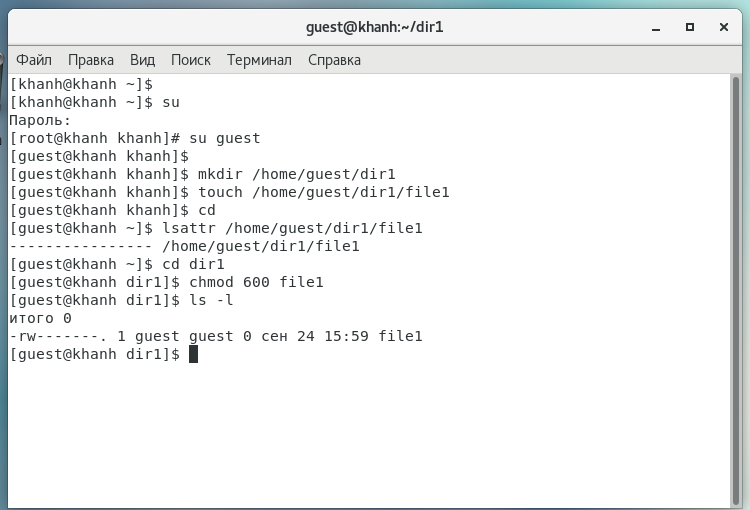 guest@khanh:~/dir1
Файл Правка Вид Поиск Терминал Справка
[khanh@khanh ~]$
[khanh@khanh ~]$ su
Пароль:
[root@khanh khanh]# su guest
[guest@khanh khanh]$
[guest@khanh khanh]$ mkdir /home/guest/dir1
[guest@khanh khanh]$ touch /home/guest/dir1/file1
[guest@khanh khanh]$ cd
[guest@khanh ~]$ lsattr /home/guest/dir1/file1
---------------- /home/guest/dir1/file1
[guest@khanh ~]$ cd dir1
[guest@khanh dir1]$ chmod 600 file1
[guest@khanh dir1]$ ls -l
итого 0
-rw-------. 1 guest guest 0 сен 24 15:59 file1
[guest@khanh dir1]$